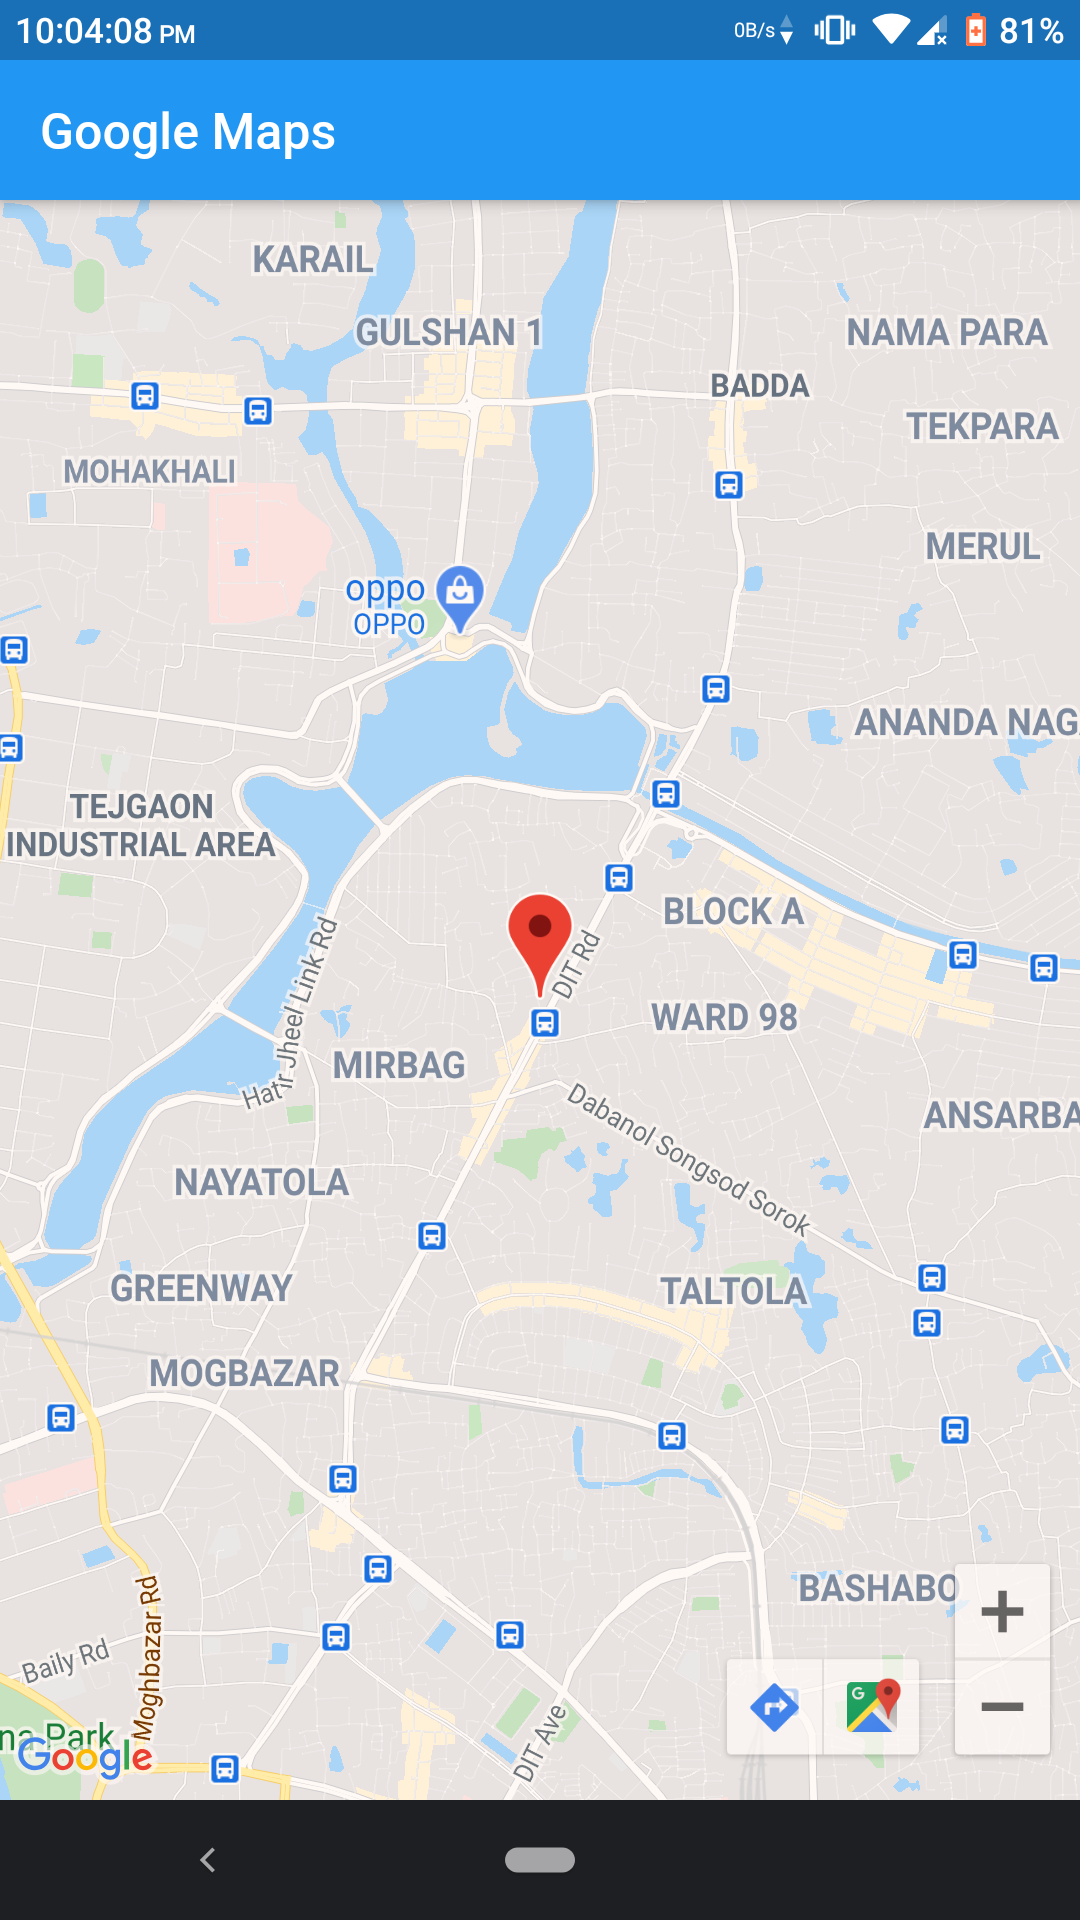 10:04:08 PM
0B/s
81%
Google Maps
KARAIL
GULSHAN 1
NAMA PARA
BADDA
TEKPARA
MOHAKHALI
MERUL
oppo
OPPO
ANANDA NAG
TEJGAON
INDUSTRIAL AREA
BLOCK A
DIT Rd
Hatir Jheel Link Rd
WARD 98
MIRBAG
Dabanol Songsod Sorok
ANSARBA
NAYATOLA
GREENWAY
TALTOLA
MOGBAZAR
BASHABO
Moghbazar Rd
Baily Rd
na Park
DIT Ave
G
Google